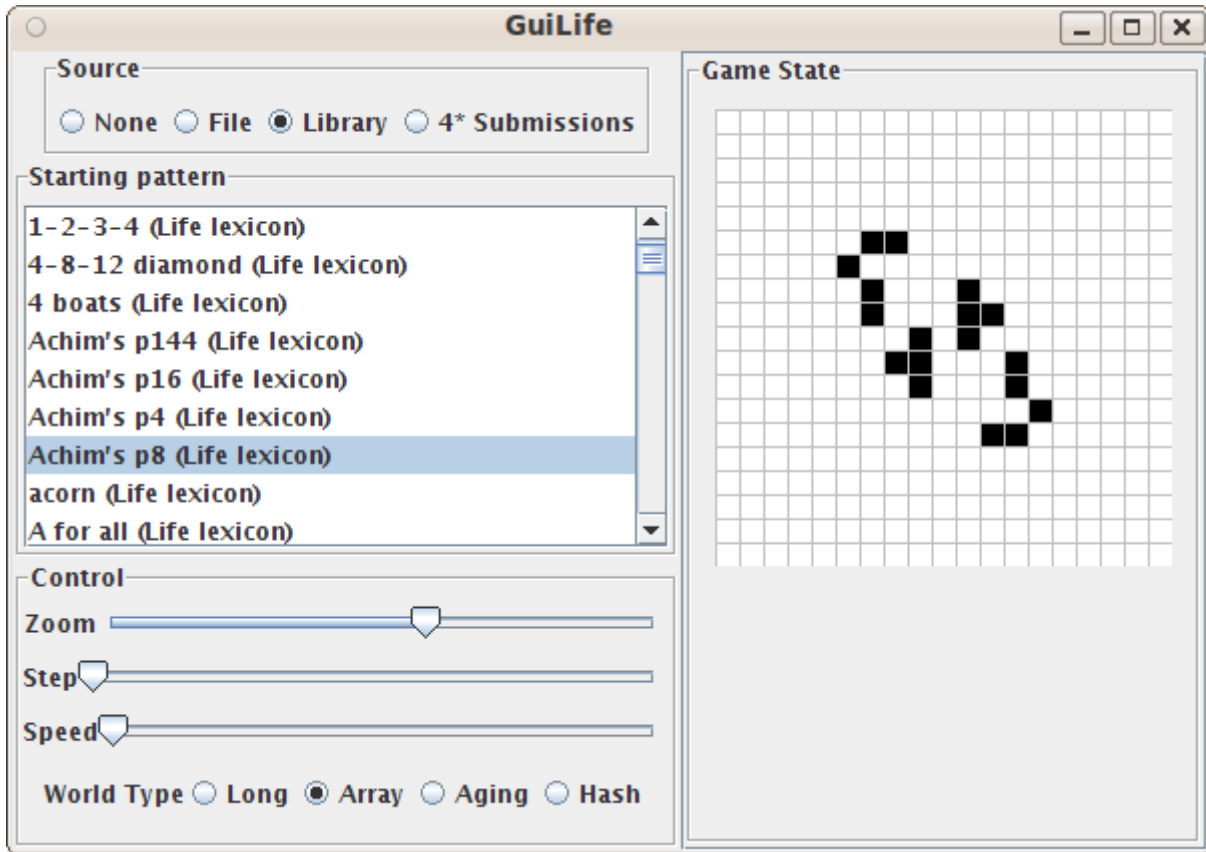 GuiLife
Source
None File Library 4* Submissions
Starting pattern
1-2-3-4 (Life lexicon)
4-8-12 diamond (Life lexicon)
4 boats (Life lexicon)
Achim's p144 (Life lexicon)
Achim's p16 (Life lexicon)
Achim's p4 (Life lexicon)
Achim's p8 (Life lexicon)
acorn (Life lexicon)
A for all (Life lexicon)
Control
Zoom
Step
Speed
World Type Long Array Aging Hash
Game State